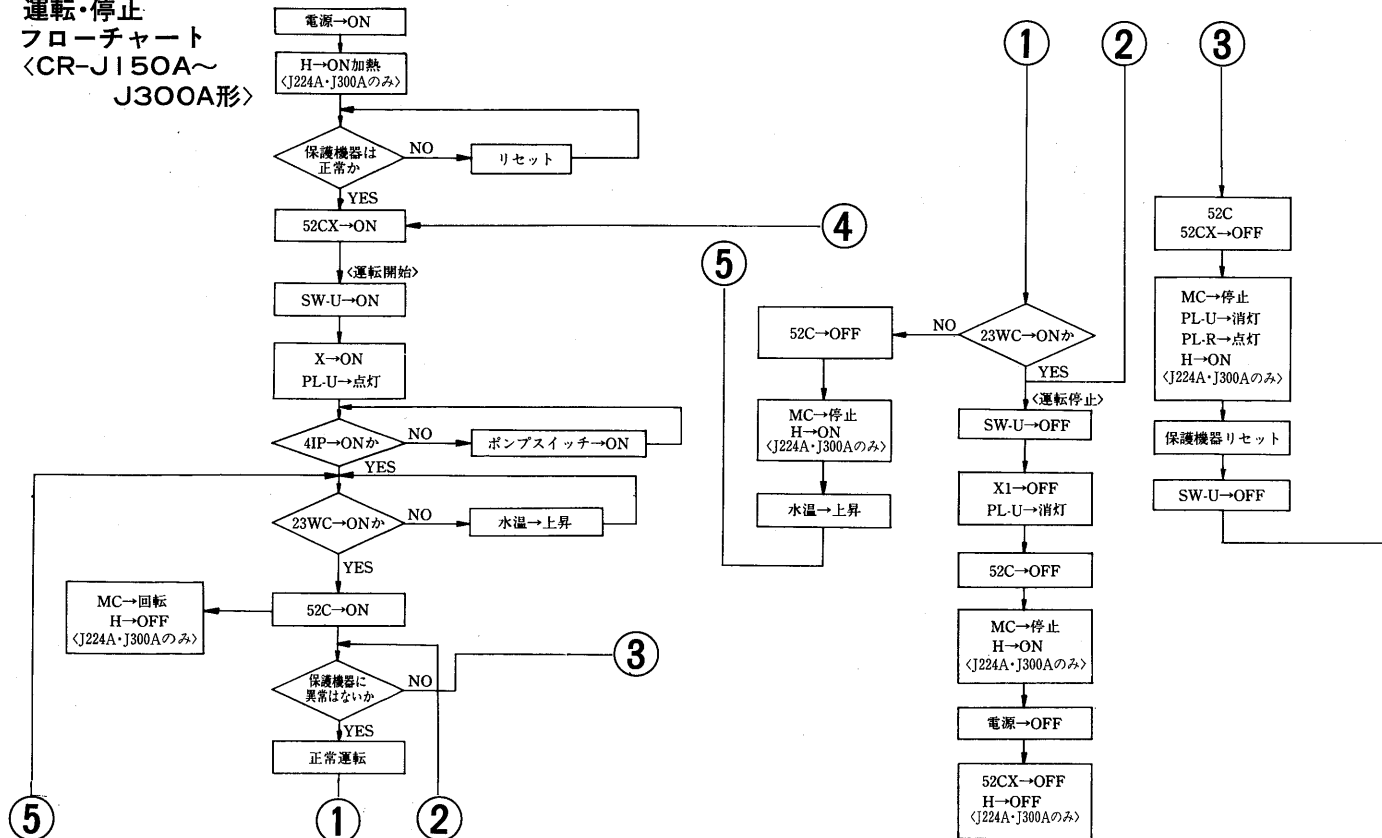 運転・停止
フローチャート
〈CR-J150A～
J300A形〉
電源→ON
H→ON加熱
〈J224A・J300Aのみ〉
保護機器は
正常か
NO
リセット
YES
52CX→ON
④
〈運転開始〉
SW-U→ON
X→ON
PL-U→点灯
4IP→ONか
NO
ポンプスイッチ→ON
YES
23WC→ONか
NO
水温→上昇
YES
52C→ON
MC→回転
H→OFF
〈J224A・J300Aのみ〉
保護機器に
異常はないか
NO
③
YES
正常運転
⑤
①
②
①
②
⑤
23WC→ONか
NO
52C→OFF
MC→停止
H→ON
〈J224A・J300Aのみ〉
水温→上昇
YES
〈運転停止〉
SW-U→OFF
X1→OFF
PL-U→消灯
52C→OFF
MC→停止
H→ON
〈J224A・J300Aのみ〉
電源→OFF
52CX→OFF
H→OFF
〈J224A・J300Aのみ〉
③
52C
52CX→OFF
MC→停止
PL-U→消灯
PL-R→点灯
H→ON
〈J224A・J300Aのみ〉
保護機器リセット
SW-U→OFF